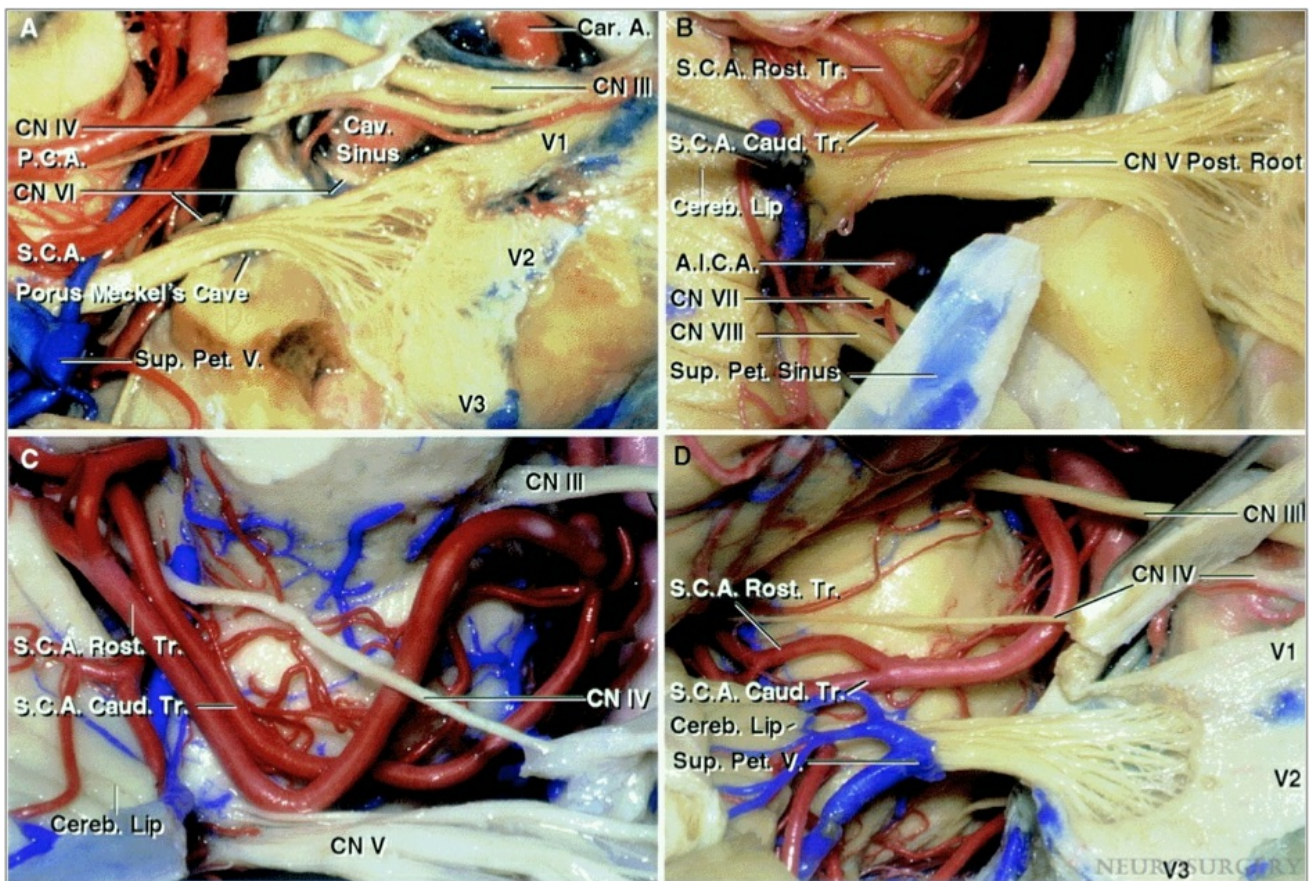 A
Car. A.
CN III
CN IV
P.C.A.
Cav.
Sinus
V1
CN VI
S.C.A.
V2
Porus Meckel's Cave
Sup. Pet. V.
V3
B
S.C.A. Rost. Tr.
S.C.A. Caud. Tr.
CN V Post. Root
Cereb. Lip
A.I.C.A.
CN VII
CN VIII
Sup. Pet. Sinus
C
CN III
S.C.A. Rost. Tr.
S.C.A. Caud. Tr.
CN IV
Cereb. Lip
CN V
D
CN III
CN IV
S.C.A. Rost. Tr.
V1
S.C.A. Caud. Tr.
Cereb. Lip
Sup. Pet. V.
V2
V3
NEUROSURGERY